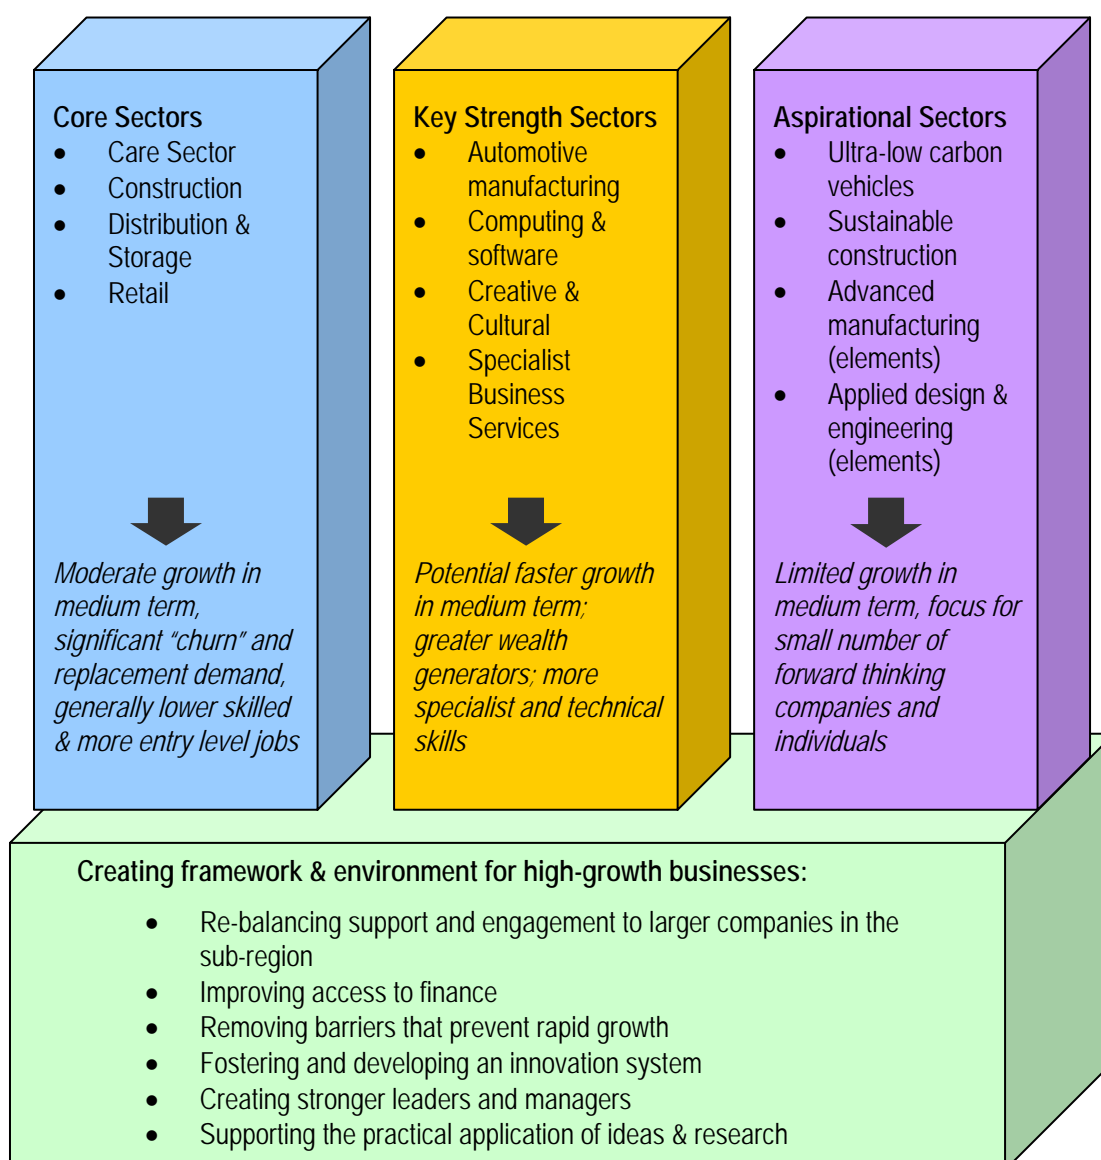 Core Sectors
• Care Sector
• Construction
• Distribution &
Storage
• Retail
Moderate growth in
medium term,
significant “churn” and
replacement demand,
generally lower skilled
& more entry level jobs
Key Strength Sectors
• Automotive
manufacturing
• Computing &
software
• Creative &
Cultural
• Specialist
Business
Services
Potential faster growth
in medium term;
greater wealth
generators; more
specialist and technical
skills
Aspirational Sectors
• Ultra-low carbon
vehicles
• Sustainable
construction
• Advanced
manufacturing
(elements)
• Applied design &
engineering
(elements)
Limited growth in
medium term, focus for
small number of
forward thinking
companies and
individuals
Creating framework & environment for high-growth businesses:
• Re-balancing support and engagement to larger companies in the
sub-region
• Improving access to finance
• Removing barriers that prevent rapid growth
• Fostering and developing an innovation system
• Creating stronger leaders and managers
• Supporting the practical application of ideas & research